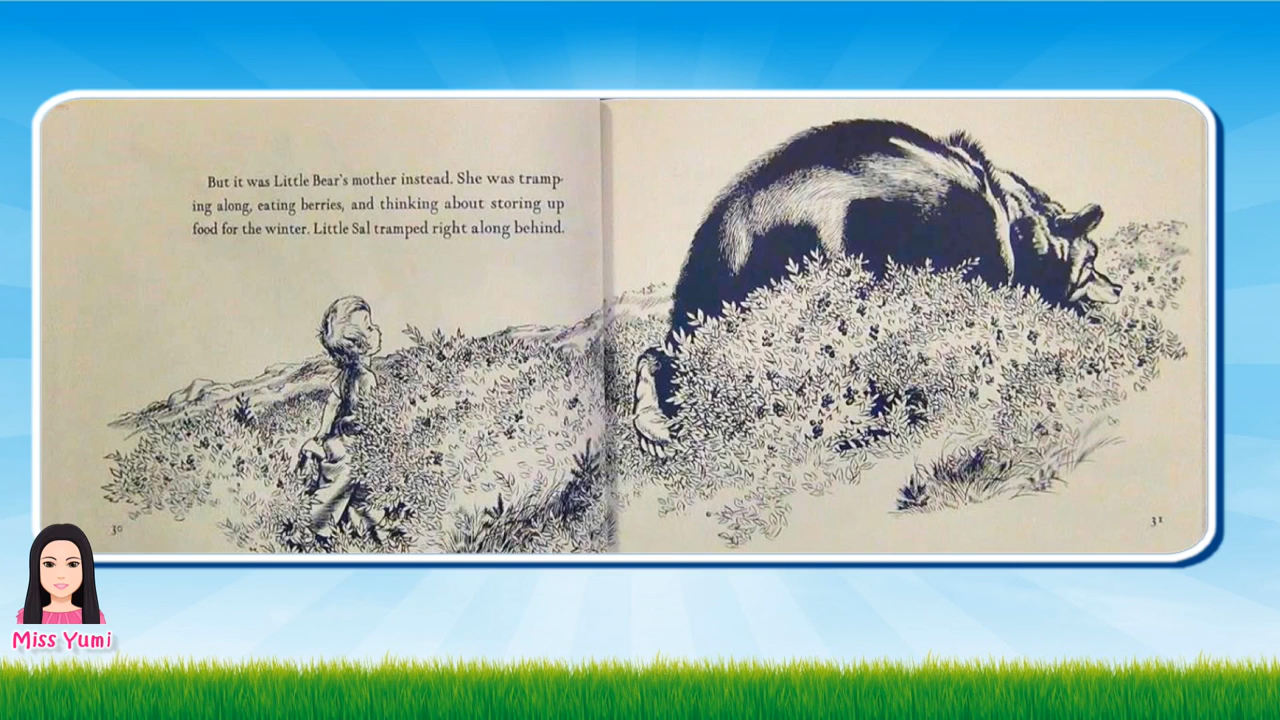 But it was Little Bear's mother instead. She was tramp-
ing along, eating berries, and thinking about storing up
food for the winter. Little Sal tramped right along behind.
30
31
Miss Yumi